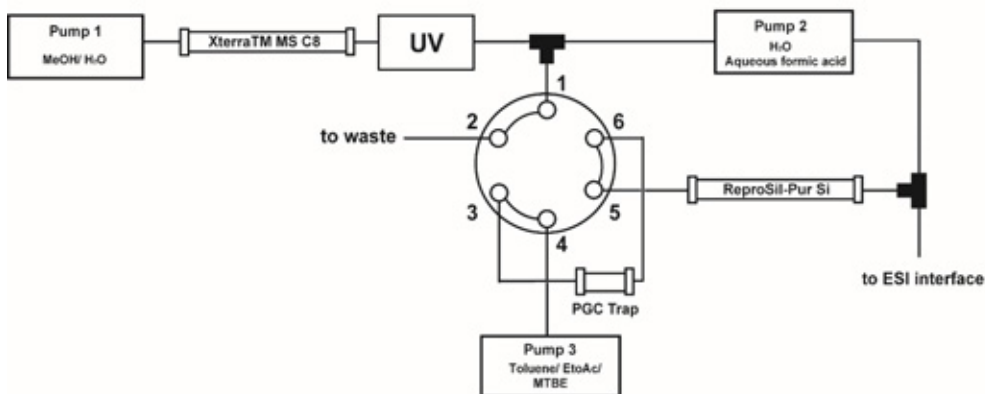 Pump 1
MeOH/ H₂O
XterraTM MS C8
UV
Pump 2
H₂O
Aqueous formic acid
1
2
6
to waste
3
5
4
ReproSil-Pur Si
to ESI interface
PGC Trap
Pump 3
Toluene/ EtoAc/
MTBE